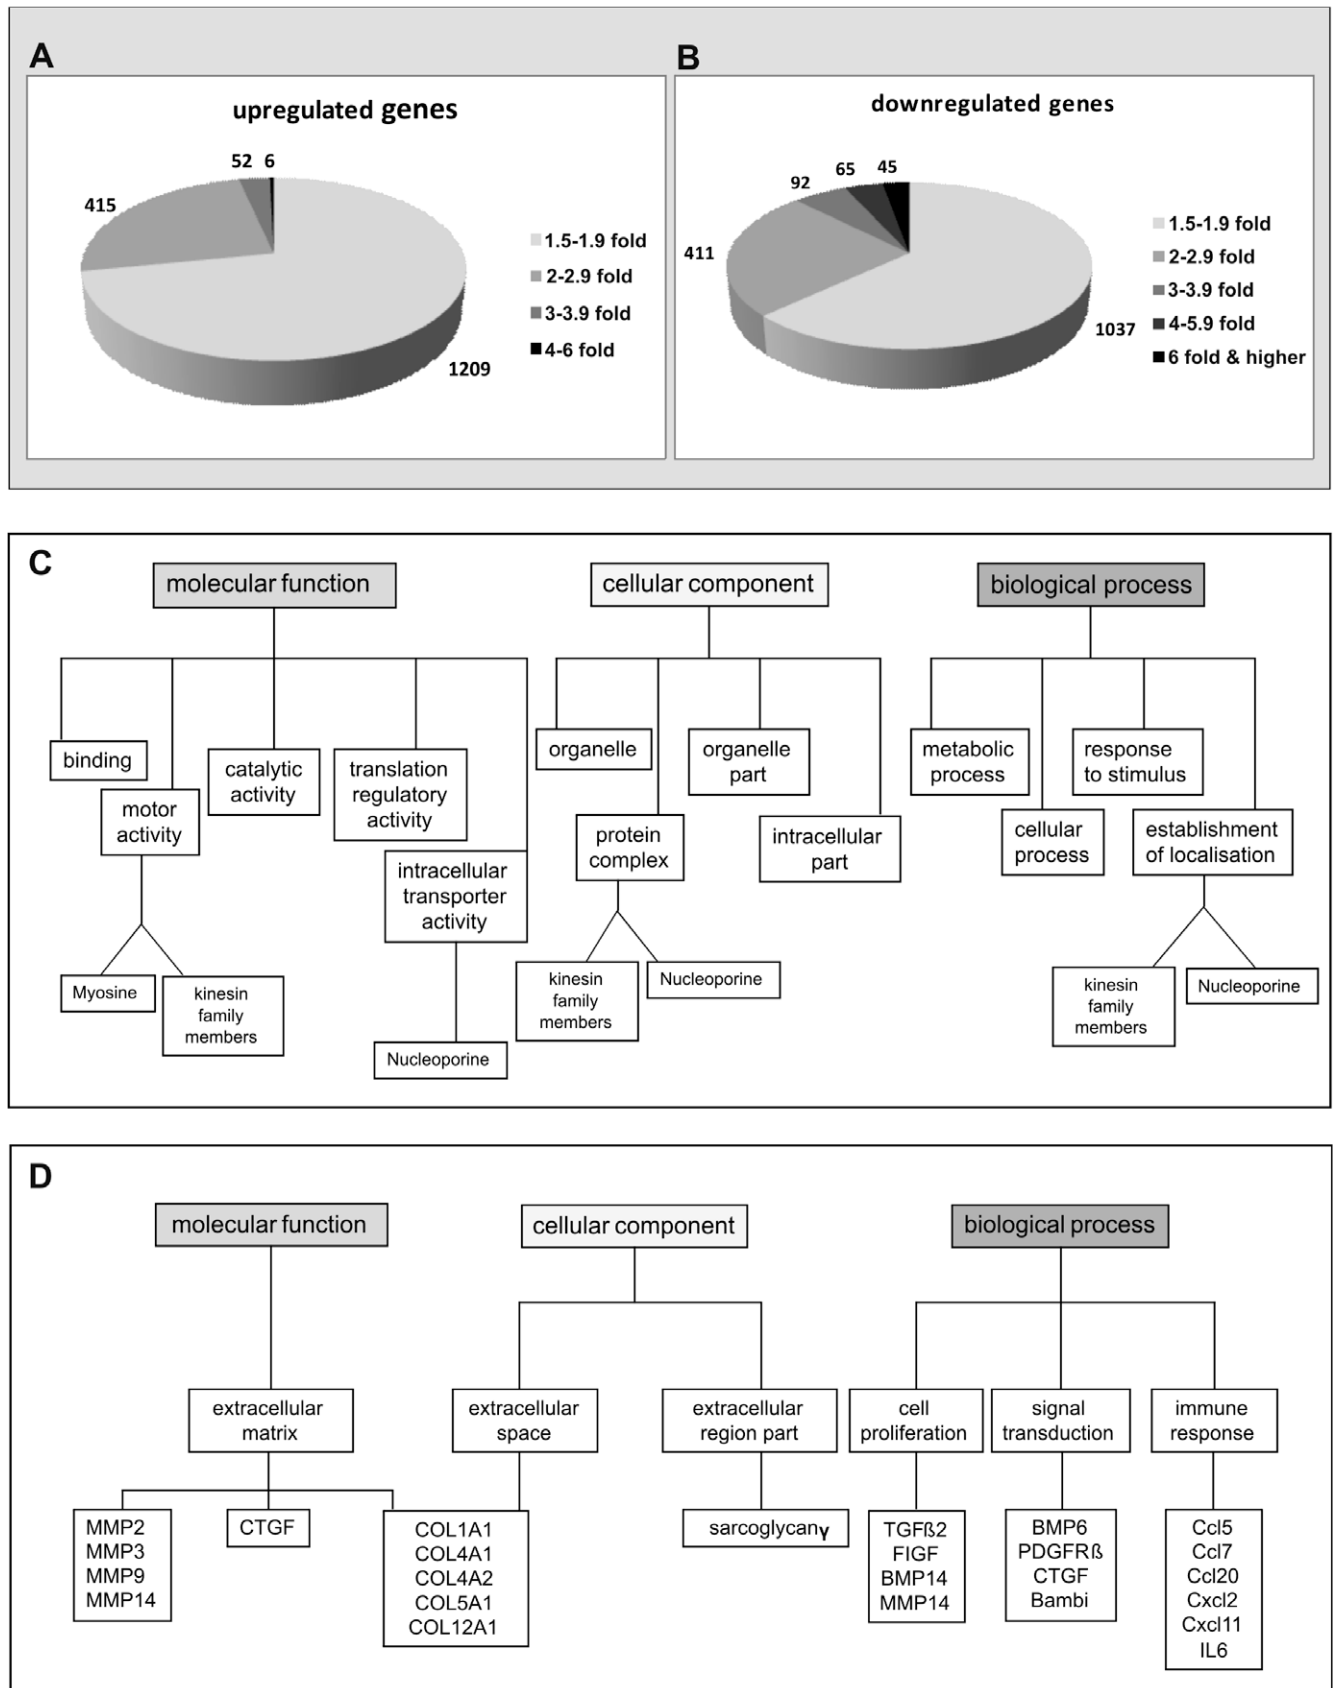 A
upregulated genes
52 6
415
1209
1.5-1.9 fold
2-2.9 fold
3-3.9 fold
4-6 fold
B
downregulated genes
92
65
45
411
1037
1.5-1.9 fold
2-2.9 fold
3-3.9 fold
4-5.9 fold
6 fold & higher
C
molecular function
binding
motor
activity
catalytic
activity
translation
regulatory
activity
intracellular
transporter
activity
Myosine
kinesin
family
members
Nucleoporine
cellular component
organelle
protein
complex
organelle
part
intracellular
part
kinesin
family
members
Nucleoporine
biological process
metabolic
process
cellular
process
response
to stimulus
establishment
of localisation
kinesin
family
members
Nucleoporine
D
molecular function
extracellular
matrix
MMP2
MMP3
MMP9
MMP14
CTGF
COL1A1
COL4A1
COL4A2
COL5A1
COL12A1
cellular component
extracellular
space
extracellular
region part
sarcoglycanγ
biological process
cell
proliferation
signal
transduction
immune
response
TGFß2
FIGF
BMP14
MMP14
BMP6
PDGFRß
CTGF
Bambi
Ccl5
Ccl7
Ccl20
Cxcl2
Cxcl11
IL6